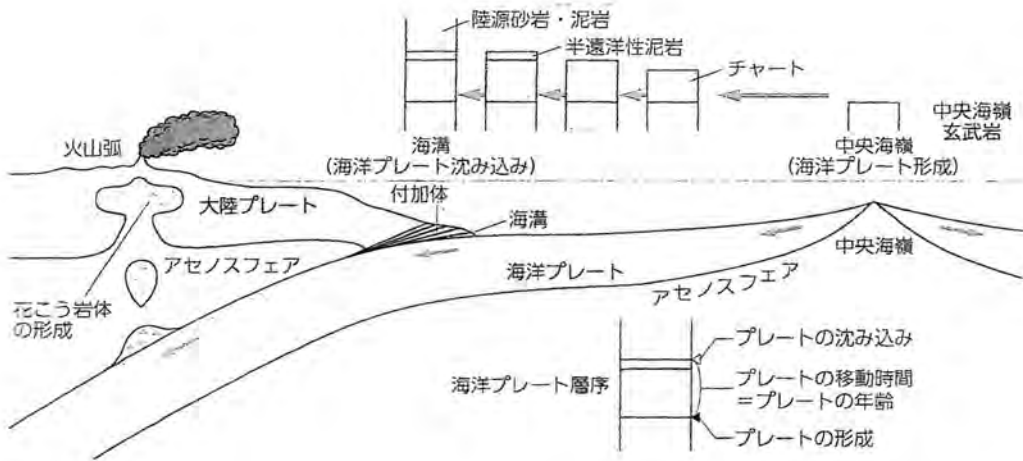 陸源砂岩・泥岩
半遠洋性泥岩
チャート
火山弧
海溝
(海洋プレート沈み込み)
中央海嶺
(海洋プレート形成)
中央海嶺
玄武岩
付加体
大陸プレート
海溝
アセノスフェア
海洋プレート
アセノスフェア
中央海嶺
花こう岩体
の形成
海洋プレート層序
プレートの沈み込み
プレートの移動時間
=プレートの年齢
プレートの形成